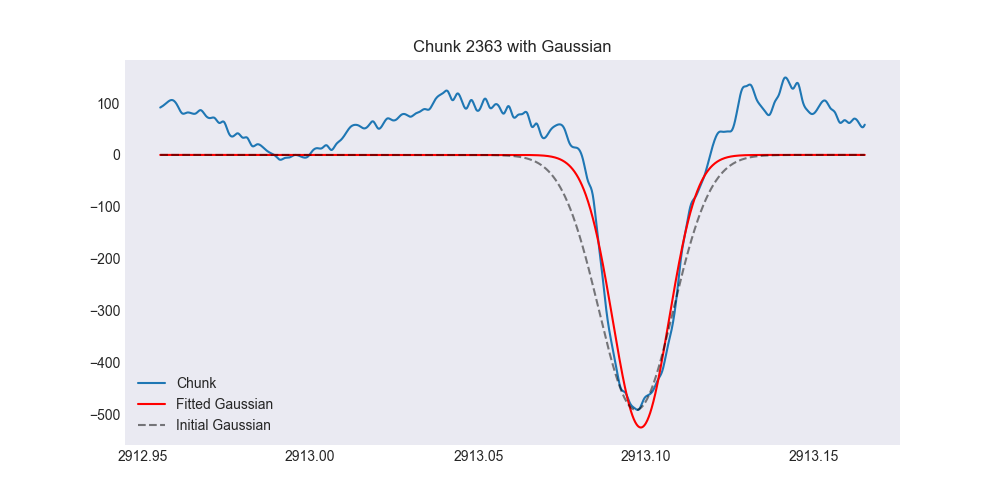 Chunk 2363 with Gaussian
100
0
−100
−200
−300
−400
−500
Chunk
Fitted Gaussian
Initial Gaussian
2912.95 2913.00 2913.05 2913.10 2913.15